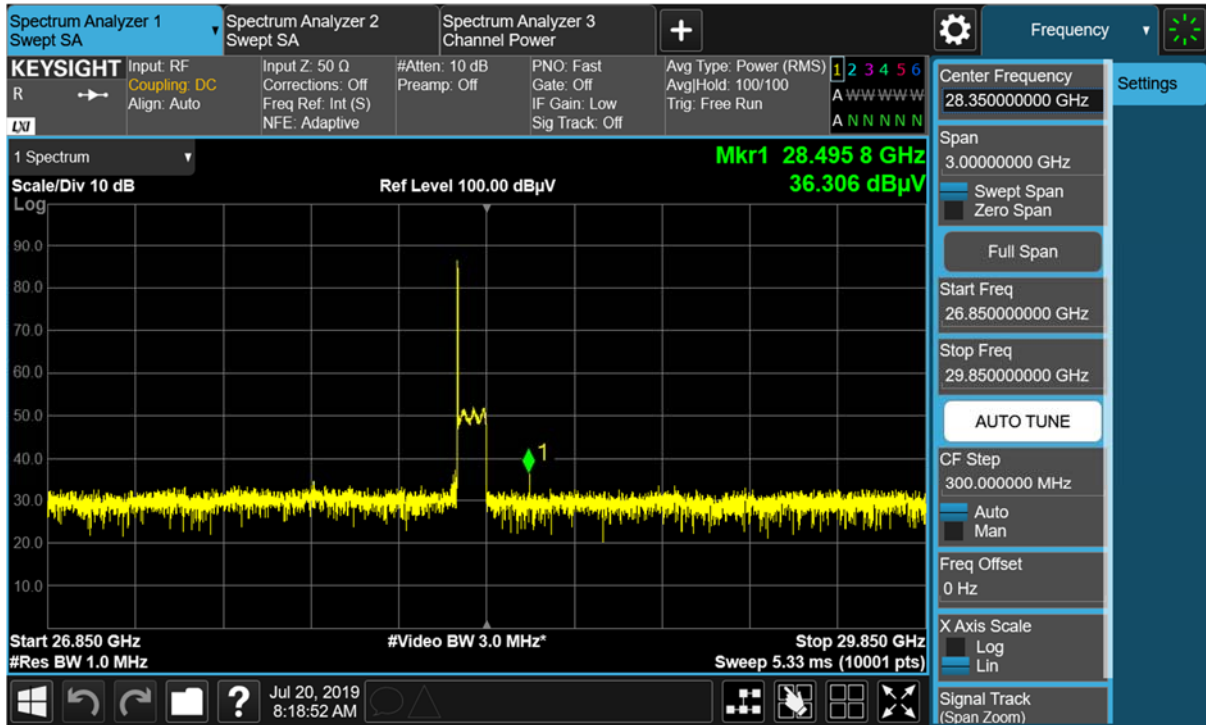 Spectrum Analyzer 1
Swept SA
Spectrum Analyzer 2
Swept SA
Spectrum Analyzer 3
Channel Power
Frequency
KEYSIGHT
R
LXI
Input: RF
Coupling: DC
Align: Auto
Input Z: 50 Ω
Corrections: Off
Freq Ref: Int (S)
NFE: Adaptive
#Atten: 10 dB
Preamp: Off
PNO: Fast
Gate: Off
IF Gain: Low
Sig Track: Off
Avg Type: Power (RMS)
Avg|Hold: 100/100
Trig: Free Run
1 2 3 4 5 6
A W W W W W
A N N N N N
1 Spectrum
Mkr1 28.495 8 GHz
36.306 dBµV
Scale/Div 10 dB
Ref Level 100.00 dBµV
Log
90.0
80.0
70.0
60.0
50.0
40.0
30.0
20.0
10.0
1
Start 26.850 GHz
#Video BW 3.0 MHz*
Stop 29.850 GHz
#Res BW 1.0 MHz
Sweep 5.33 ms (10001 pts)
?
Jul 20, 2019
8:18:52 AM
Settings
Center Frequency
28.350000000 GHz
Span
3.00000000 GHz
Swept Span
Zero Span
Full Span
Start Freq
26.850000000 GHz
Stop Freq
29.850000000 GHz
AUTO TUNE
CF Step
300.000000 MHz
Auto
Man
Freq Offset
0 Hz
X Axis Scale
Log
Lin
Signal Track
(Span Zoom)